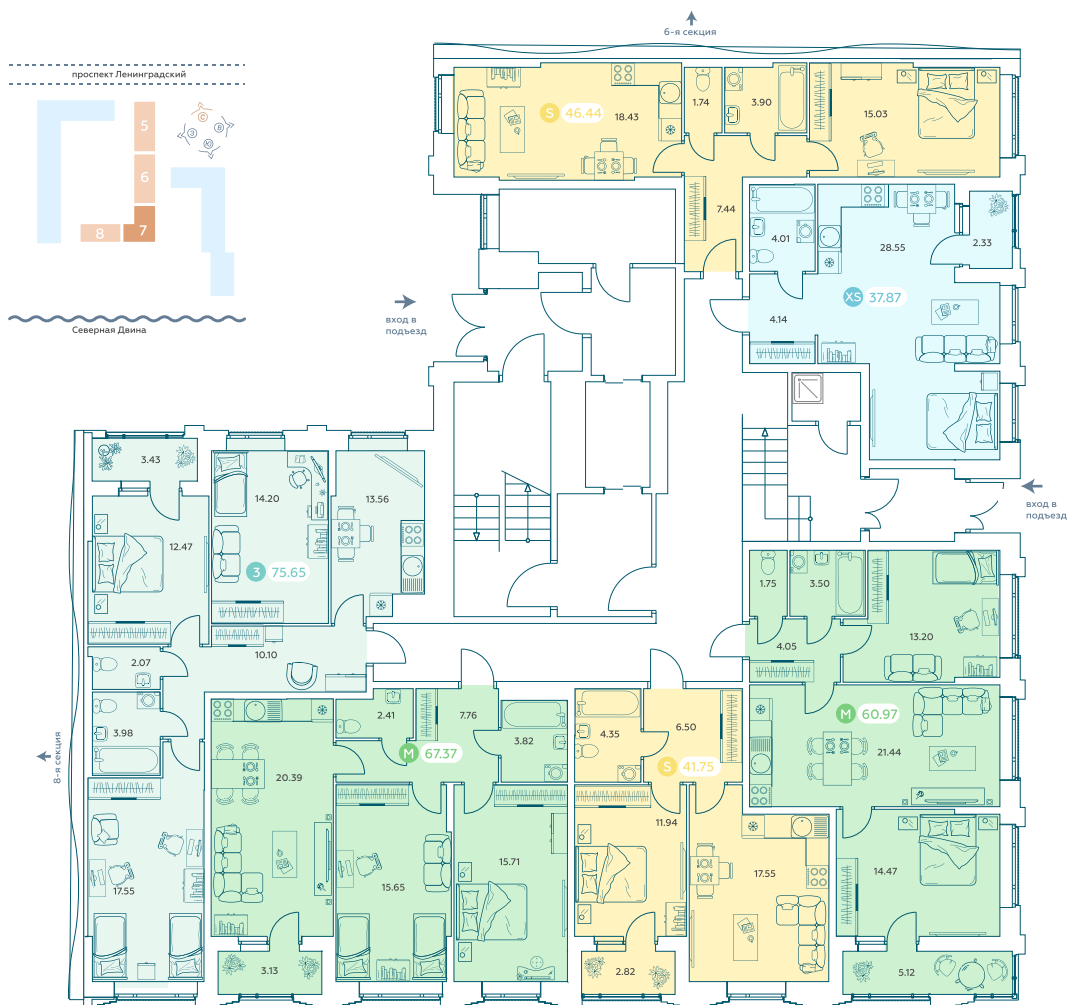 6-я секция
проспект Ленинградский
5
6
7
8
С
З
В
Ю
Северная Двина
S 46.44
18.43
1.74
3.90
15.03
7.44
4.01
28.55
2.33
XS 37.87
4.14
вход в
подъезд
вход в
подъезд
3.43
14.20
13.56
12.47
3 75.65
2.07
10.10
3.98
17.55
8-я секция
2.41
7.76
M 67.37
3.82
20.39
15.65
15.71
3.13
4.35
6.50
S 41.75
11.94
17.55
2.82
1.75
3.50
4.05
13.20
M 60.97
21.44
14.47
5.12